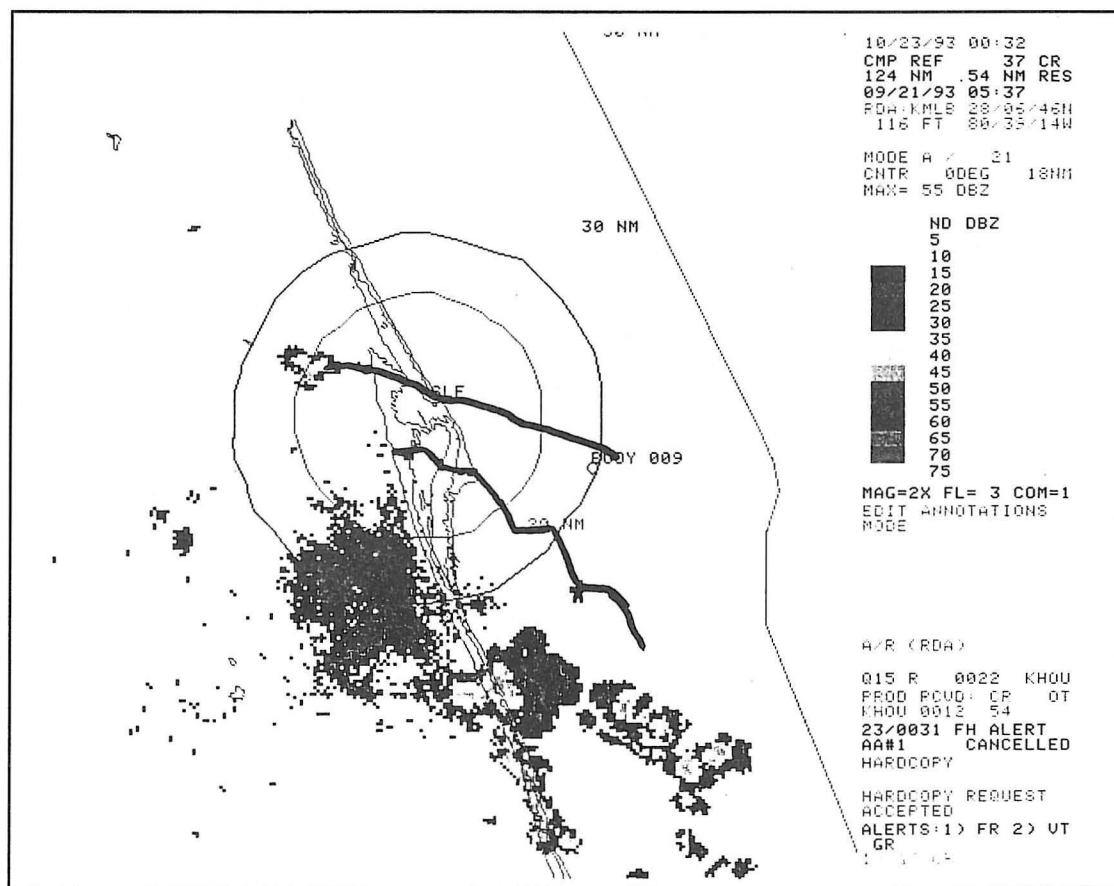 30 NM
BUOY 009
20 NM
10/23/93 00:32
CMP REF 37 CR
124 NM .54 NM RES
09/21/93 05:37
RDA:KMLB 28/06/46N
116 FT 80/39/14W
MODE A / 21
CNTR 0DEG 18NM
MAX= 55 DBZ
ND DBZ
5
10
15
20
25
30
35
40
45
50
55
60
65
70
75
MAG=2X FL= 3 COM=1
EDIT ANNOTATIONS
MODE
A/R (RDA)
Q15 R 0022 KHOU
PROD RCVD: CR OT
KHOU 0012 54
23/0031 FH ALERT
AA#1 CANCELLED
HARDCOPY
HARDCOPY REQUEST
ACCEPTED
ALERTS:1) FR 2) VT
GR